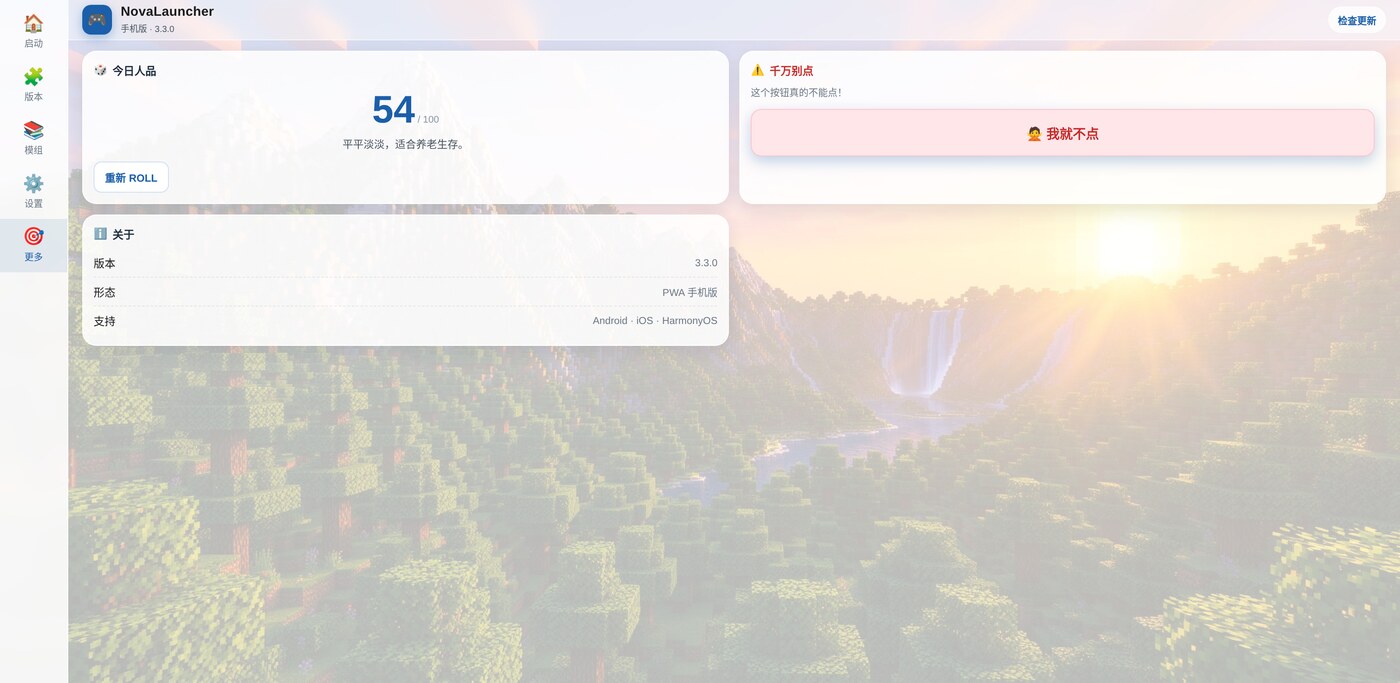 NovaLauncher
手机版 · 3.3.0
检查更新
启动
版本
模组
设置
更多
今日人品
54 / 100
平平淡淡，适合养老生存。
重新 ROLL
千万别点
这个按钮真的不能点！
我就不点
关于
版本 3.3.0
形态 PWA 手机版
支持 Android · iOS · HarmonyOS